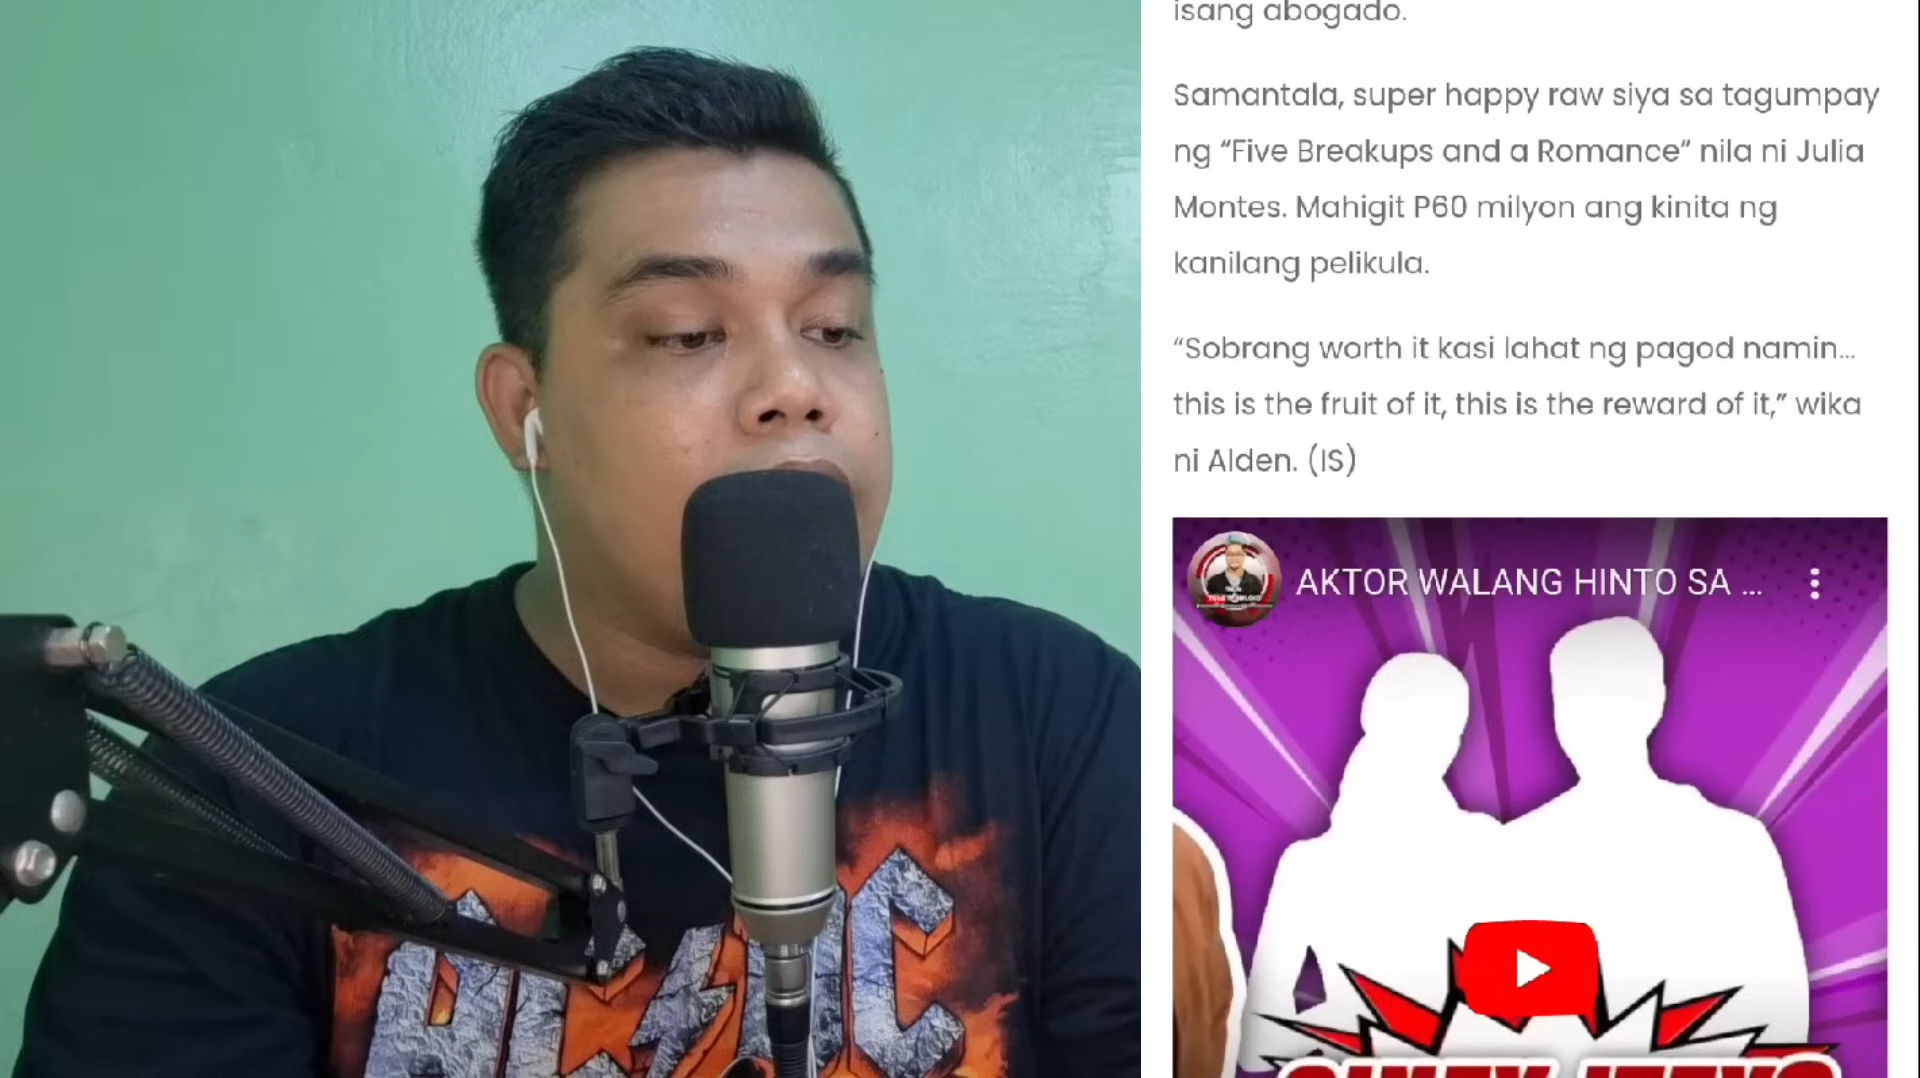 isang abogado.
Samantala, super happy raw siya sa tagumpay
ng “Five Breakups and a Romance” nila ni Julia
Montes. Mahigit P60 milyon ang kinita ng
kanilang pelikula.
“Sobrang worth it kasi lahat ng pagod namin...
this is the fruit of it, this is the reward of it,” wika
ni Alden. (IS)
AKTOR WALANG HINTO SA ...
AC DC